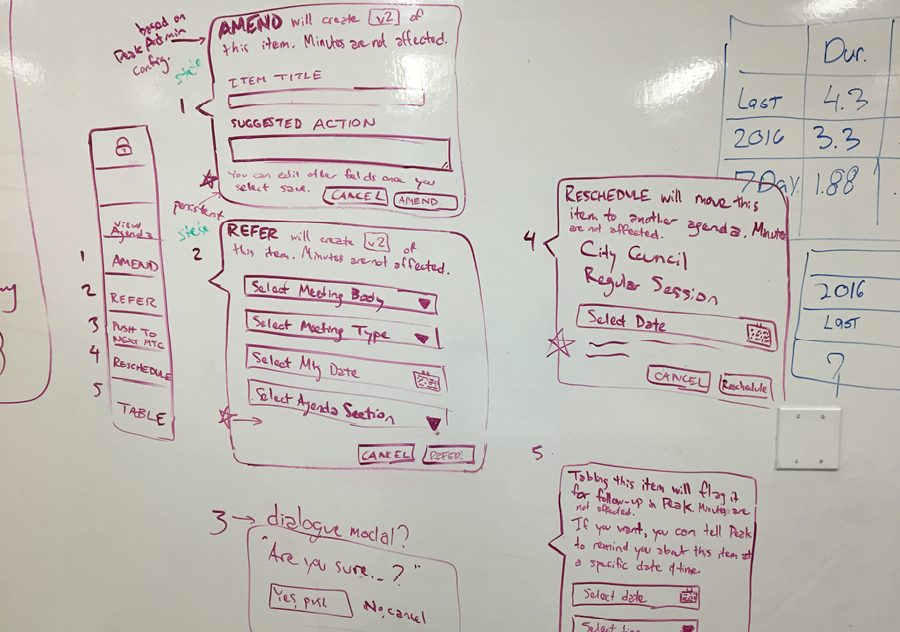 based on
Peak Admin
config.
State
1
AMEND will create v2 of
this item. Minutes are not affected.
ITEM TITLE
SUGGESTED ACTION
You can edit other fields once you
select save.
CANCEL
AMEND
persistent
State
2
REFER will create v2 of
this item. Minutes are not affected.
Select Meeting Body
Select Meeting Type
Select Mtg Date
Select Agenda Section
CANCEL
REFER
VIEW
Agenda
1 AMEND
2 REFER
3 PUSH TO
NEXT MTG
4 RESCHEDULE
5 TABLE
3 → dialogue modal?
"Are you sure...?"
Yes, push
No, cancel
4
RESCHEDULE will move this
item to another agenda. Minutes
are not affected.
City Council
Regular Session
Select Date
CANCEL
Reschedule
5
Tabling this item will flag it
for follow-up in Peak. Minutes are
not affected.
If you want, you can tell Peak
to remind you about this item at
a specific date & time
Select date
Select
Dur.
Last 4.3
2016 3.3
7 Day 1.88
2016
Last
?